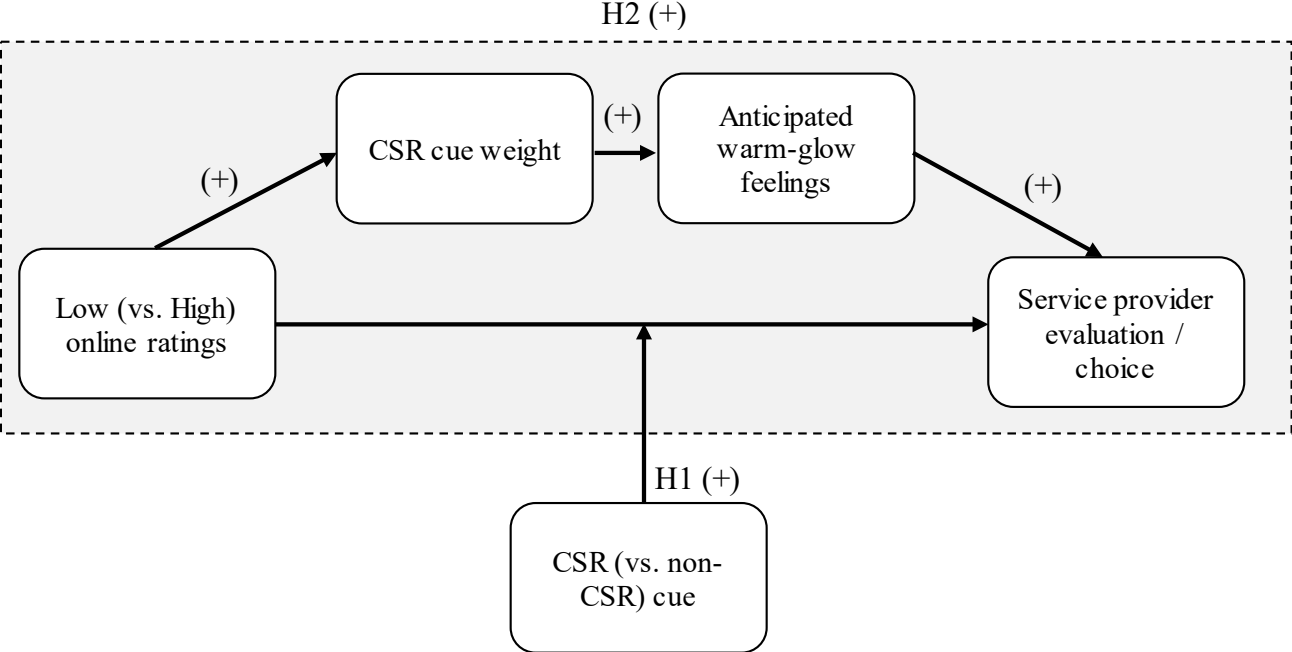 H2 (+)
CSR cue weight
(+)
Anticipated
warm-glow
feelings
(+)
(+)
Low (vs. High)
online ratings
Service provider
evaluation /
choice
H1 (+)
CSR (vs. non-
CSR) cue